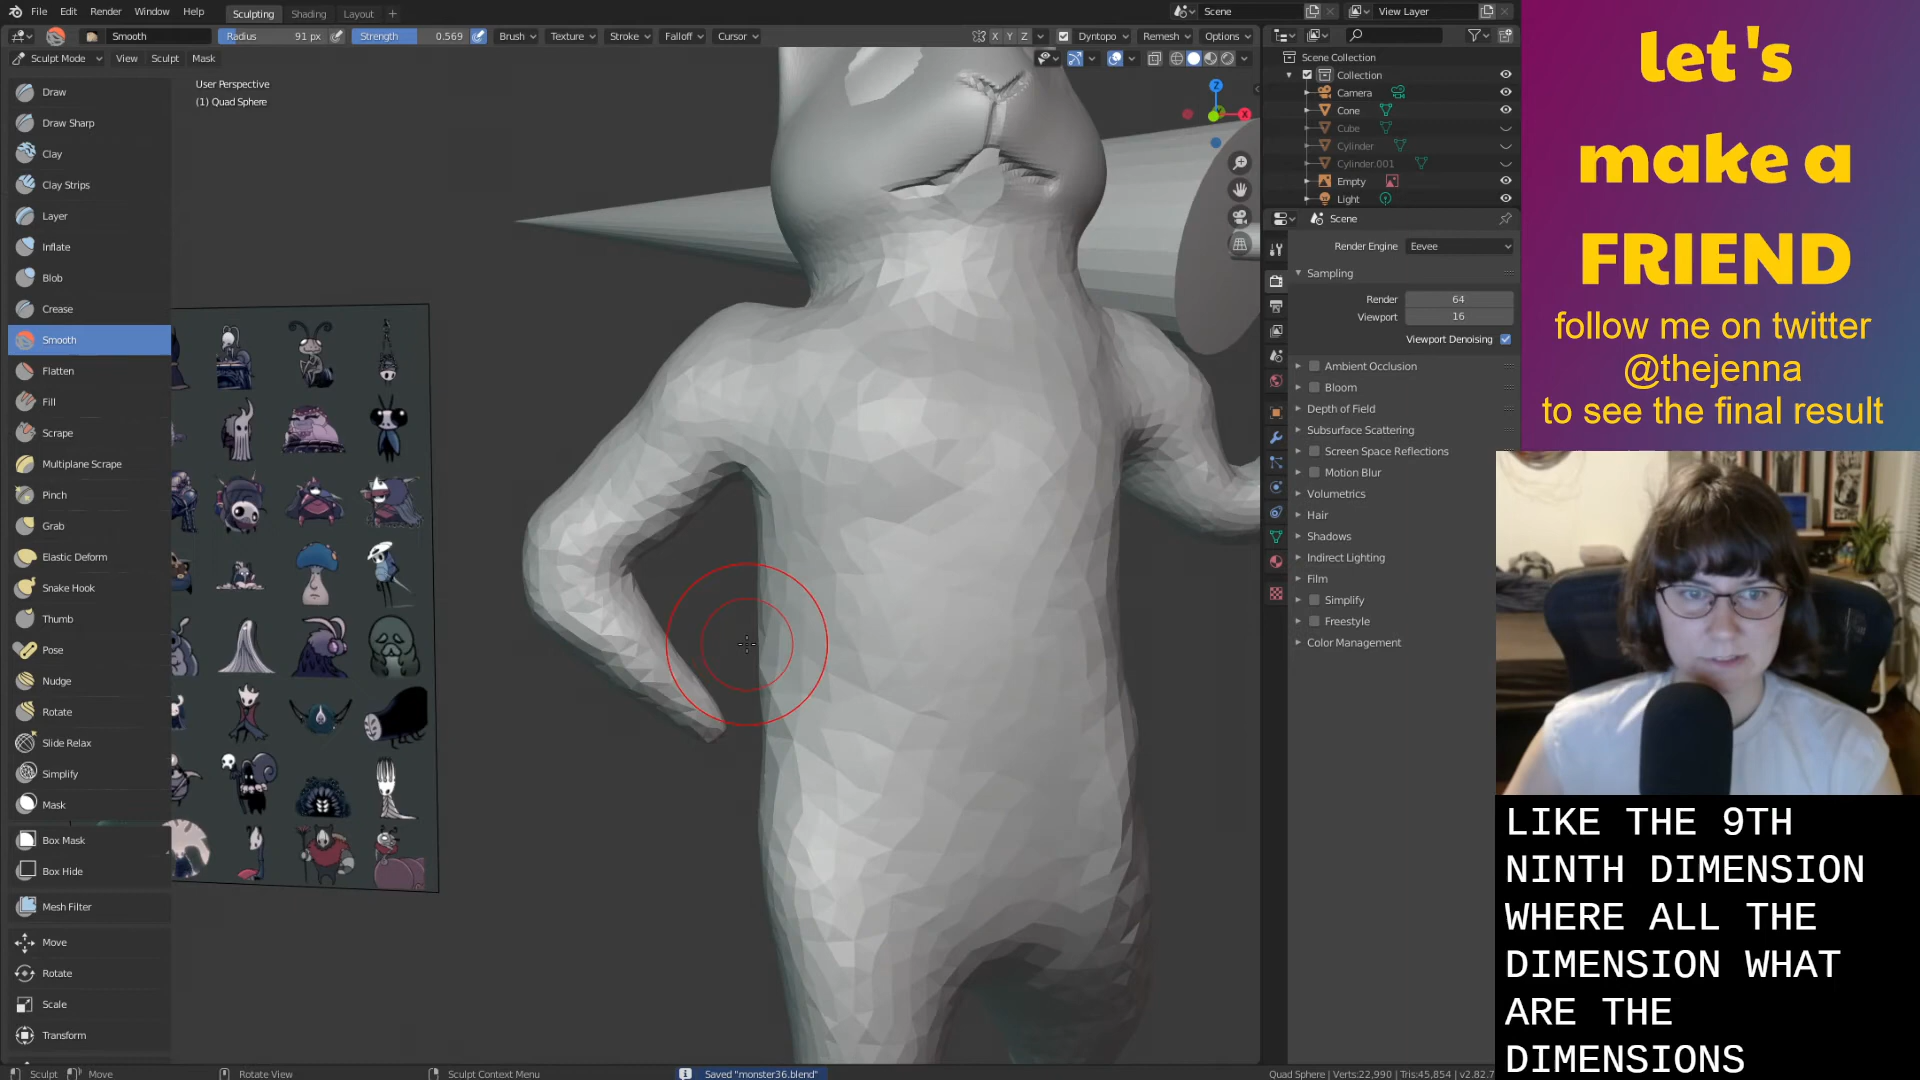 File Edit Render Window Help Sculpting Shading Layout Scene View Layer
Smooth Radius 91 px Strength 0.569 Brush Texture Stroke Falloff Cursor X Y Z Dyntopo Remesh Options
Sculpt Mode View Sculpt Mask
User Perspective
(1) Quad Sphere
Draw
Draw Sharp
Clay
Clay Strips
Layer
Inflate
Blob
Crease
Smooth
Flatten
Fill
Scrape
Multiplane Scrape
Pinch
Grab
Elastic Deform
Snake Hook
Thumb
Pose
Nudge
Rotate
Slide Relax
Simplify
Mask
Box Mask
Box Hide
Mesh Filter
Move
Rotate
Scale
Transform
Z
X
Scene Collection
Collection
Camera
Cone
Cube
Cylinder
Cylinder.001
Empty
Light
Scene
Render Engine Eevee
Sampling
Render 64
Viewport 16
Viewport Denoising
Ambient Occlusion
Bloom
Depth of Field
Subsurface Scattering
Screen Space Reflections
Motion Blur
Volumetrics
Hair
Shadows
Indirect Lighting
Film
Simplify
Freestyle
Color Management
let's
make a
FRIEND
follow me on twitter
@thejenna
to see the final result
LIKE THE 9TH
NINTH DIMENSION
WHERE ALL THE
DIMENSION WHAT
ARE THE
DIMENSIONS
Sculpt Move Rotate View Sculpt Context Menu Saved "monster36.blend" Quad Sphere | Verts:22,990 | Tris:45,854 | v2.82.7